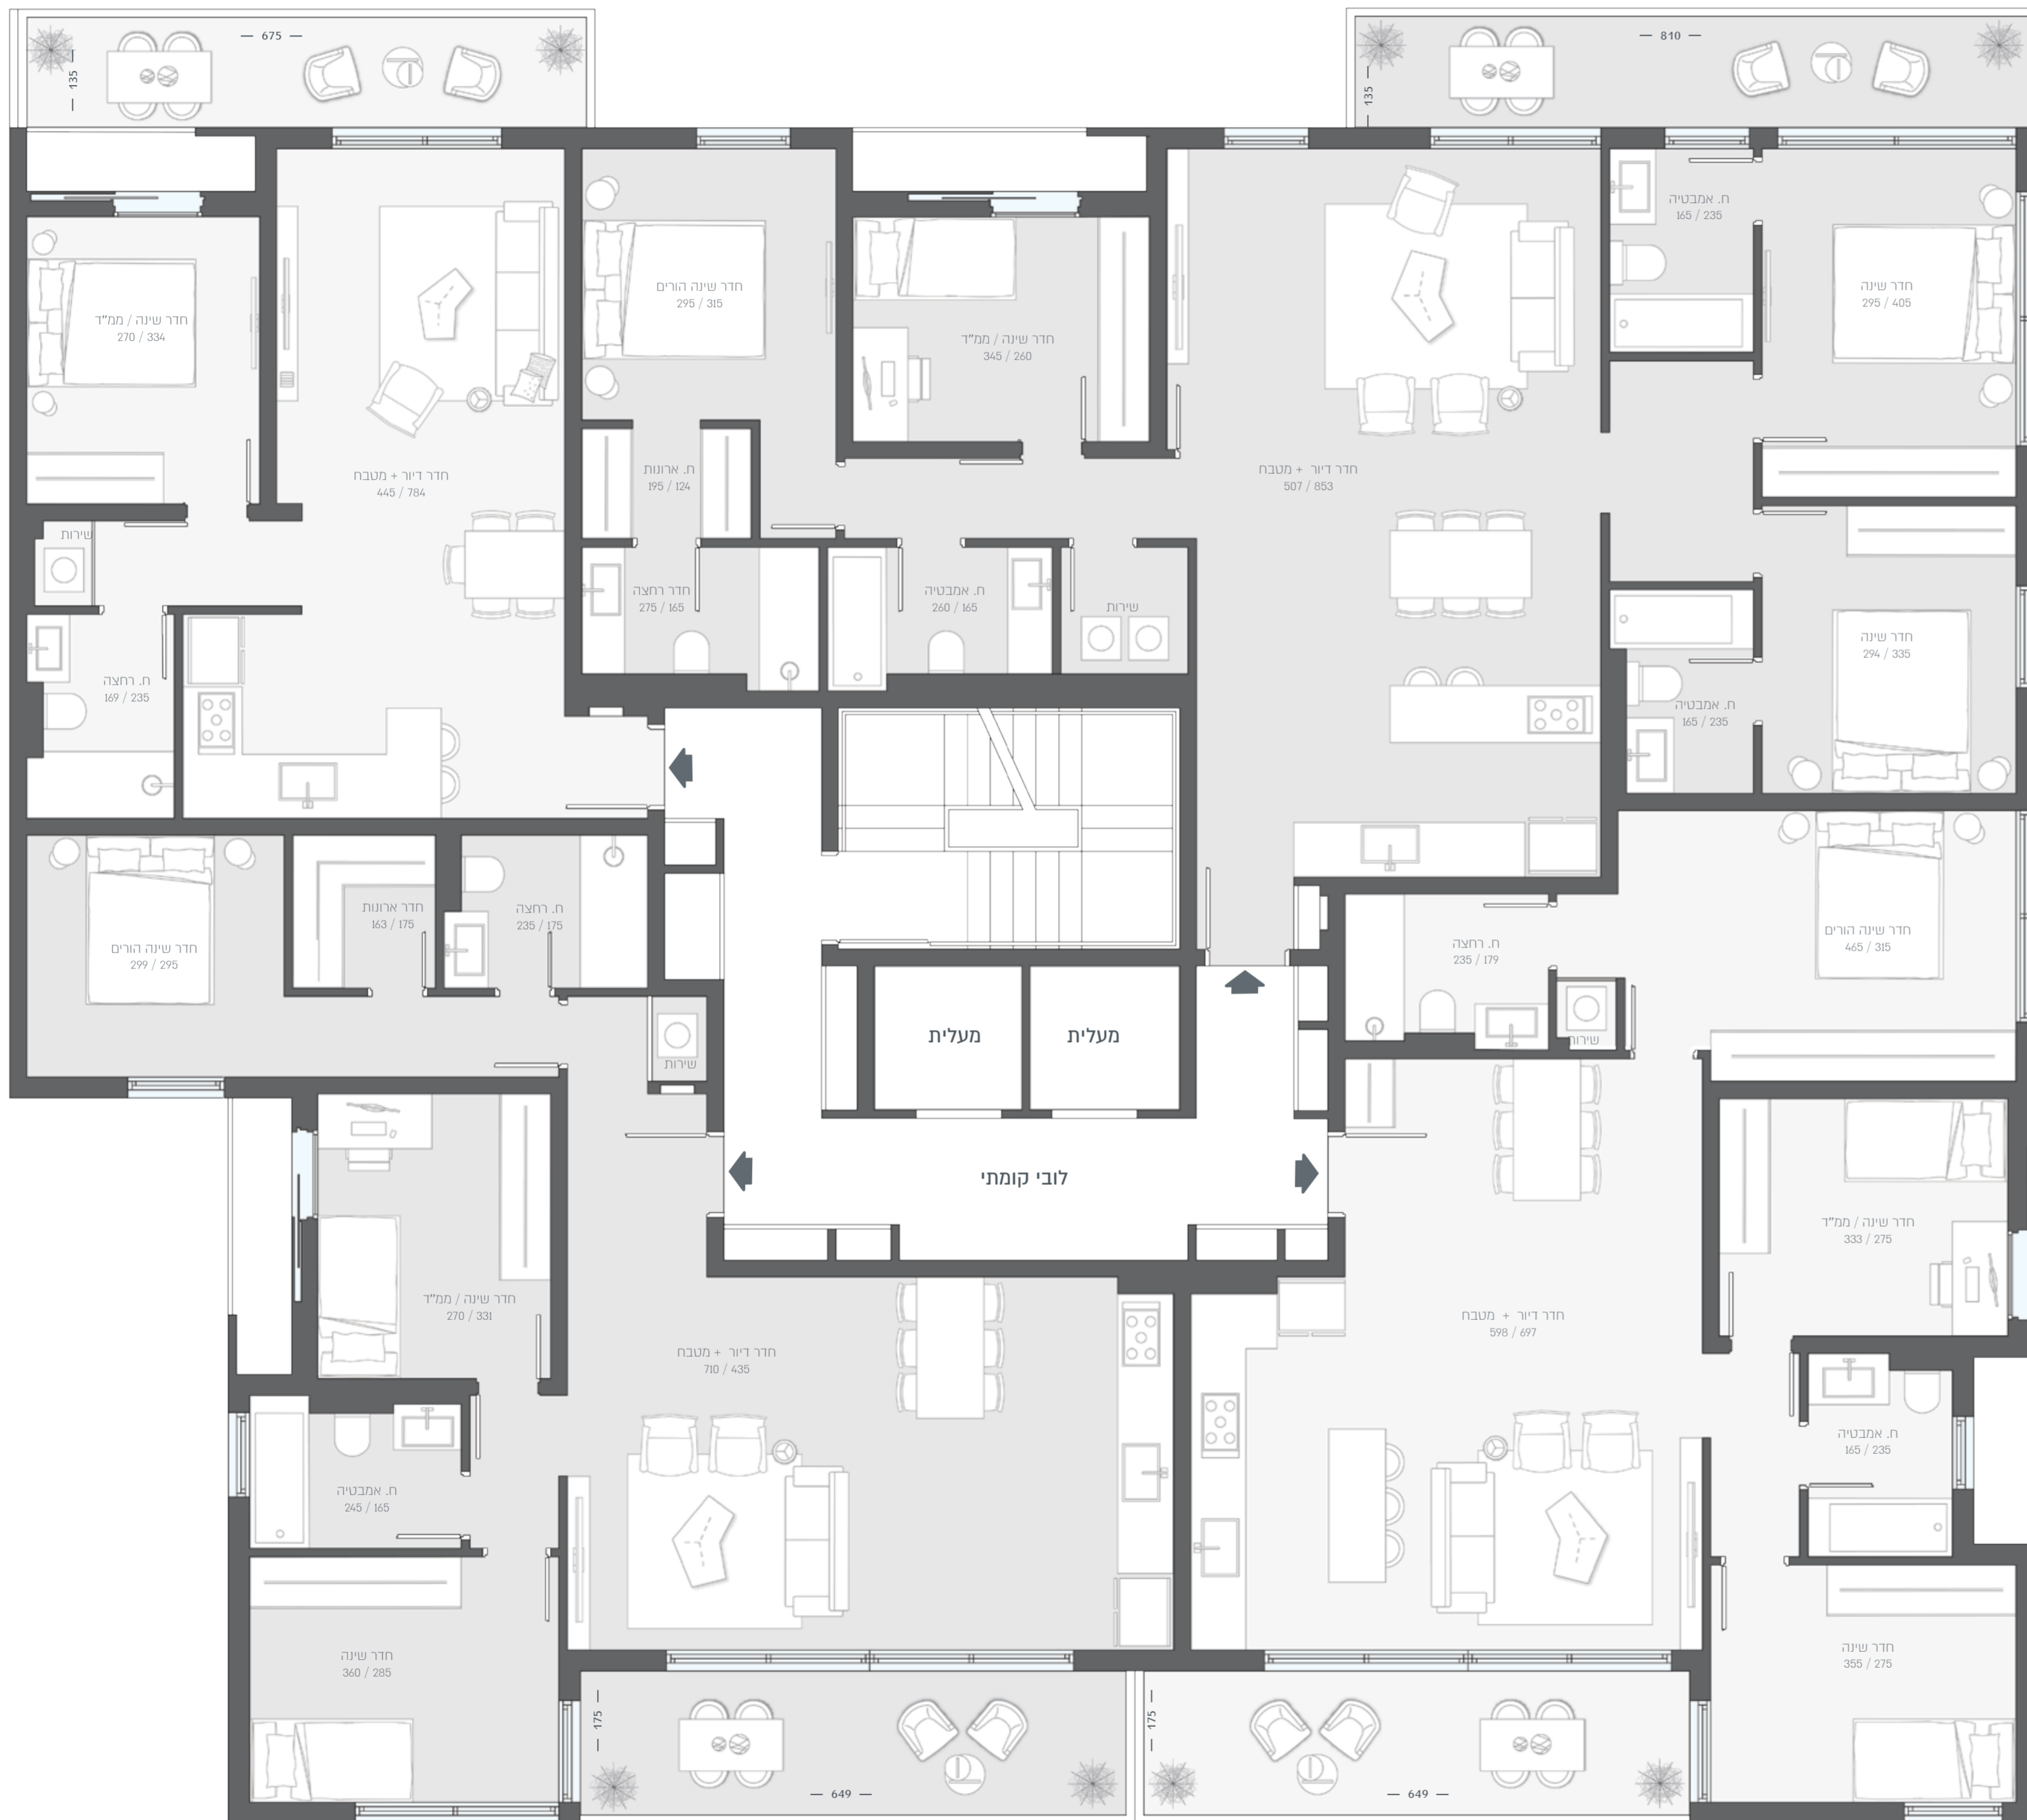 — 675 —
— 135 —
— 810 —
— 135 —
חדר שינה / ממ״ד
270 / 334
חדר דיור + מטבח
445 / 784
שירות
ח. רחצה
169 / 235
חדר שינה הורים
295 / 315
ח. ארונות
195 / 124
חדר רחצה
275 / 165
חדר שינה / ממ״ד
345 / 260
ח. אמבטיה
260 / 165
שירות
חדר דיור + מטבח
507 / 853
ח. אמבטיה
165 / 235
חדר שינה
295 / 405
חדר שינה
294 / 335
ח. אמבטיה
165 / 235
חדר שינה הורים
299 / 295
חדר ארונות
163 / 175
ח. רחצה
235 / 175
שירות
מעלית
מעלית
לובי קומתי
ח. רחצה
235 / 179
שירות
חדר שינה הורים
465 / 315
חדר שינה / ממ״ד
270 / 331
חדר דיור + מטבח
710 / 435
ח. אמבטיה
245 / 165
חדר שינה
360 / 285
חדר דיור + מטבח
598 / 697
חדר שינה / ממ״ד
333 / 275
ח. אמבטיה
165 / 235
חדר שינה
355 / 275
— 175 —
— 649 —
— 175 —
— 649 —